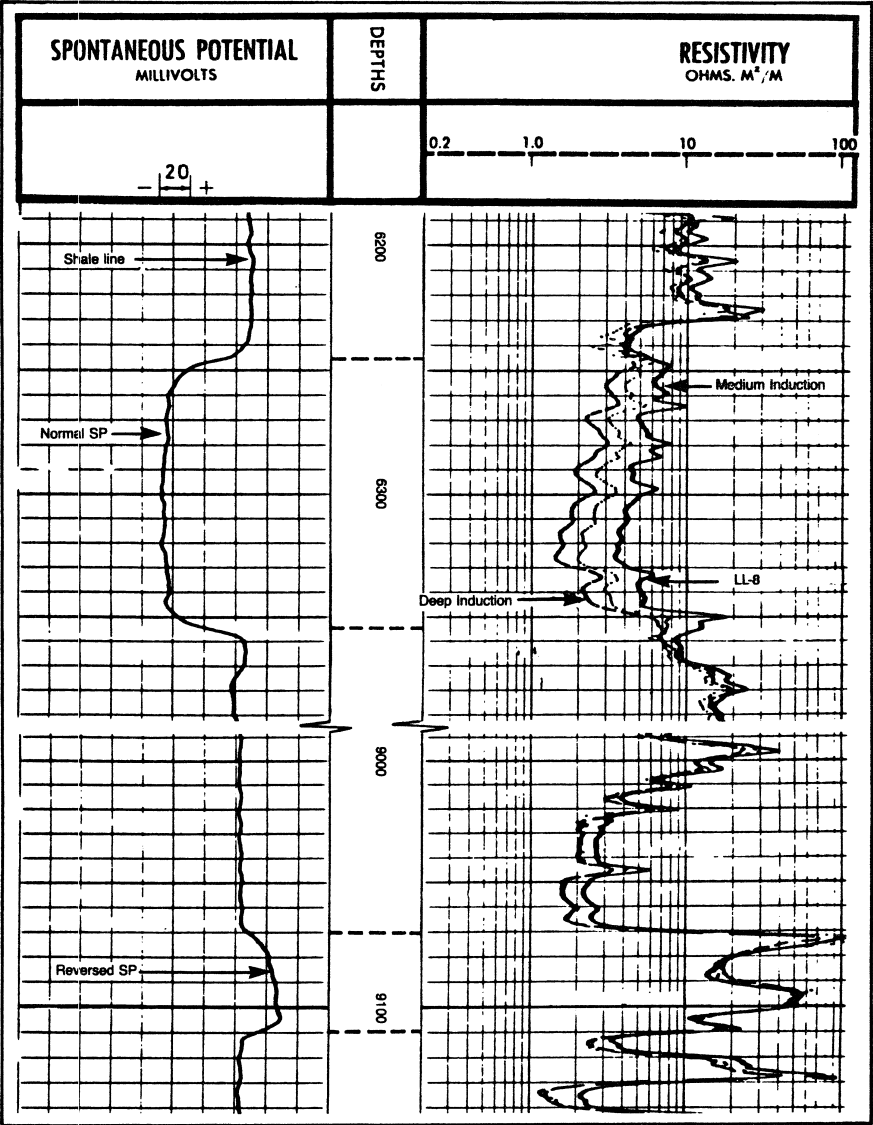 SPONTANEOUS POTENTIAL
MILLIVOLTS
DEPTHS
RESISTIVITY
OHMS. M²/M
0.2 1.0 10 100
- 20 +
Shale line
6200
Medium Induction
Normal SP
6300
LL-8
Deep Induction
9000
Reversed SP
9100